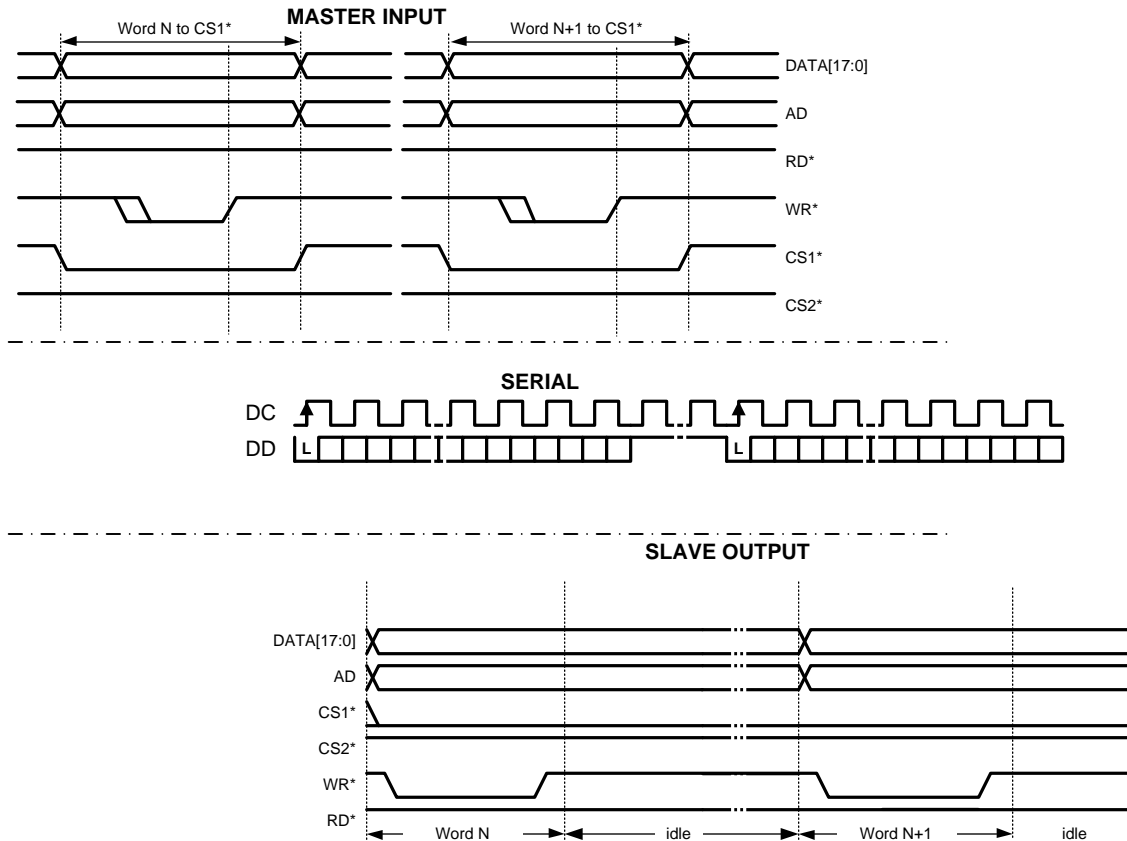 MASTER INPUT
Word N to CS1*
Word N+1 to CS1*
DATA[17:0]
AD
RD*
WR*
CS1*
CS2*
SERIAL
DC
DD
L
L
SLAVE OUTPUT
DATA[17:0]
AD
CS1*
CS2*
WR*
RD*
Word N
idle
Word N+1
idle